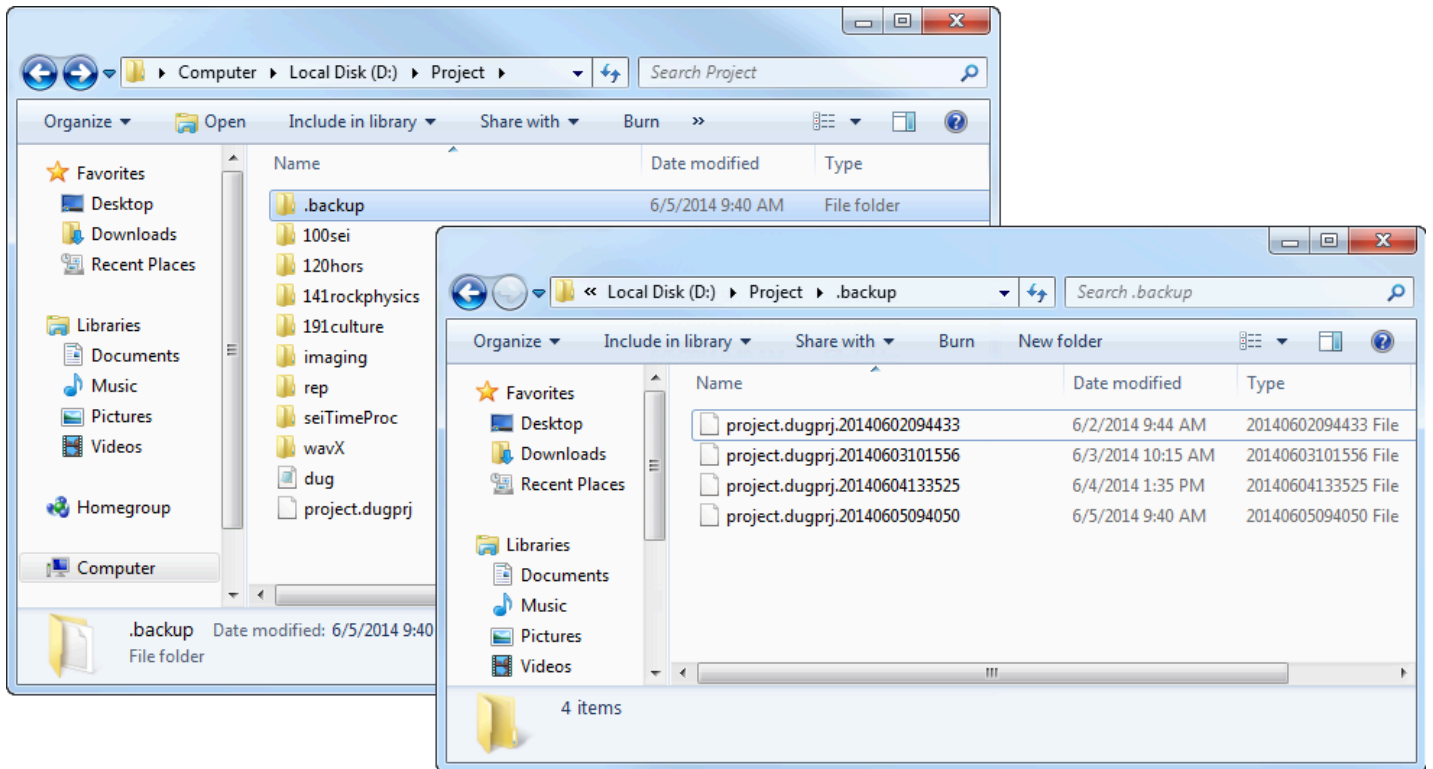 Computer Local Disk (D:) Project
Search Project
Organize Open Include in library Share with Burn »
Favorites
Desktop
Downloads
Recent Places
Libraries
Documents
Music
Pictures
Videos
Homegroup
Computer
Name Date modified Type
.backup 6/5/2014 9:40 AM File folder
100sei
120hors
141rockphysics
191culture
imaging
rep
seiTimeProc
wavX
dug
project.dugprj
.backup Date modified: 6/5/2014 9:40
File folder
« Local Disk (D:) Project .backup
Search .backup
Organize Include in library Share with Burn New folder
Favorites
Desktop
Downloads
Recent Places
Libraries
Documents
Music
Pictures
Videos
Name Date modified Type
project.dugprj.20140602094433 6/2/2014 9:44 AM 20140602094433 File
project.dugprj.20140603101556 6/3/2014 10:15 AM 20140603101556 File
project.dugprj.20140604133525 6/4/2014 1:35 PM 20140604133525 File
project.dugprj.20140605094050 6/5/2014 9:40 AM 20140605094050 File
4 items